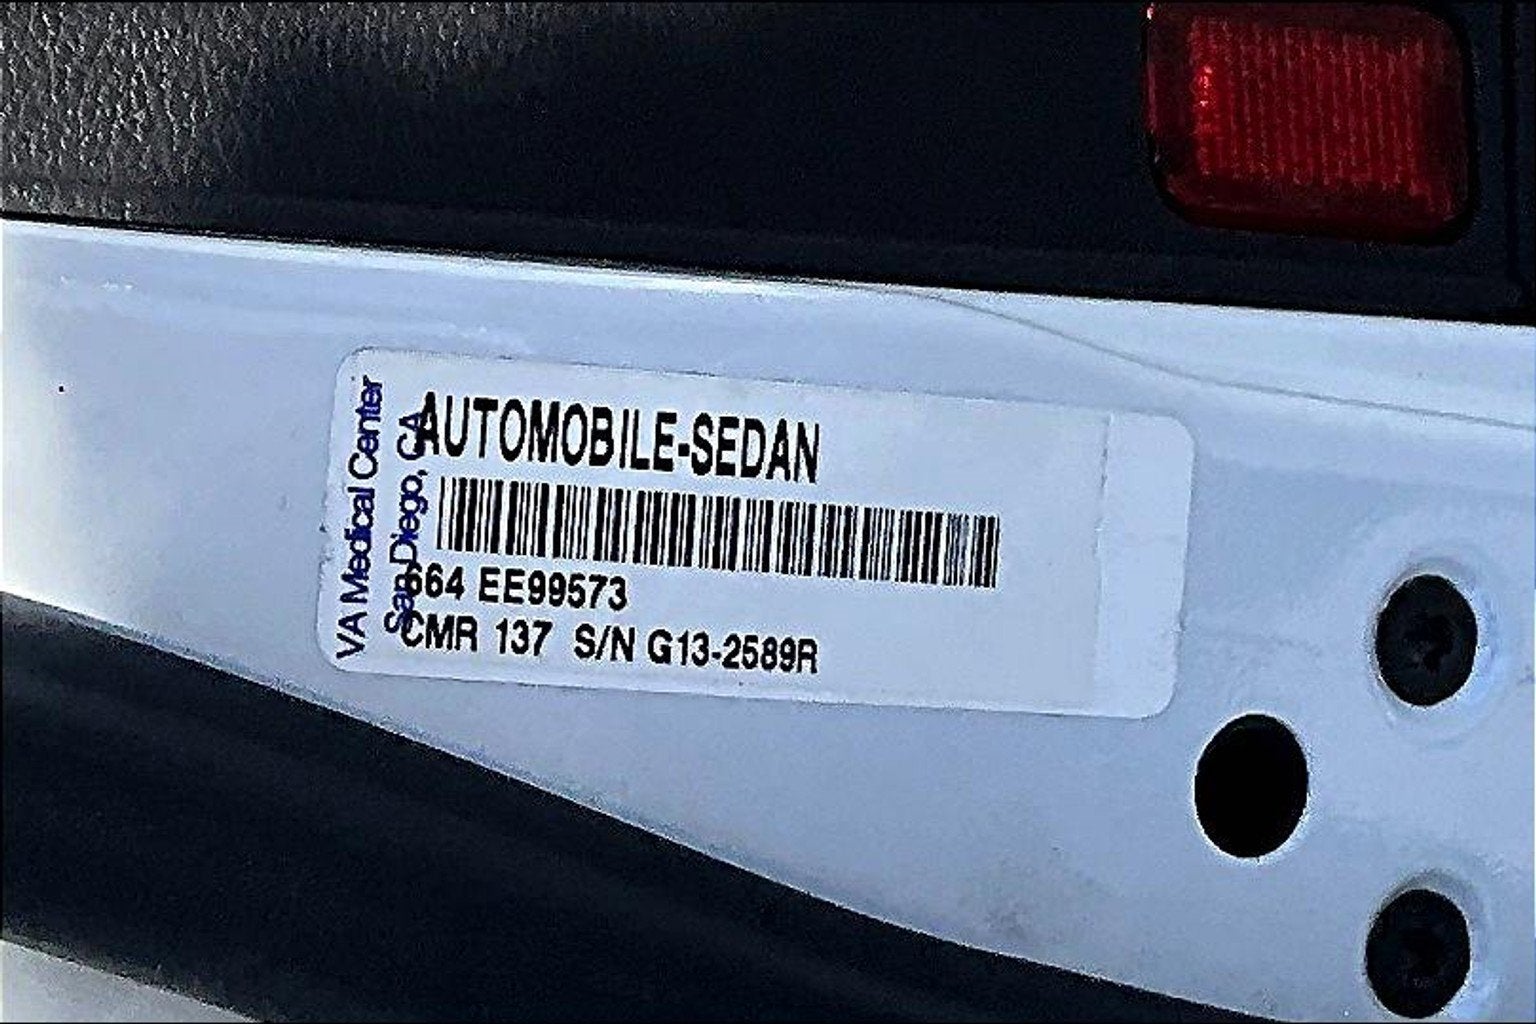 VA Medical Center
San Diego, CA
AUTOMOBILE-SEDAN
664 EE99573
CMR 137 S/N G13-2589R